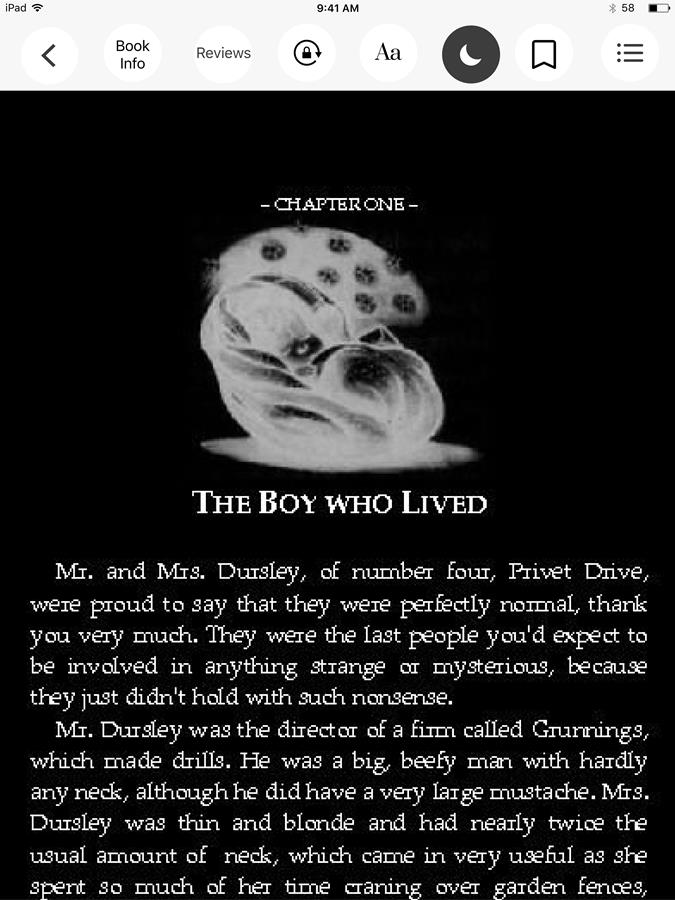 iPad 9:41 AM 58
Book
Info
Reviews
Aa
– CHAPTER ONE –
THE BOY WHO LIVED
Mr. and Mrs. Dursley, of number four, Privet Drive,
were proud to say that they were perfectly normal, thank
you very much. They were the last people you'd expect to
be involved in anything strange or mysterious, because
they just didn't hold with such nonsense.
Mr. Dursley was the director of a firm called Grunnings,
which made drills. He was a big, beefy man with hardly
any neck, although he did have a very large mustache. Mrs.
Dursley was thin and blonde and had nearly twice the
usual amount of neck, which came in very useful as she
spent so much of her time craning over garden fences,